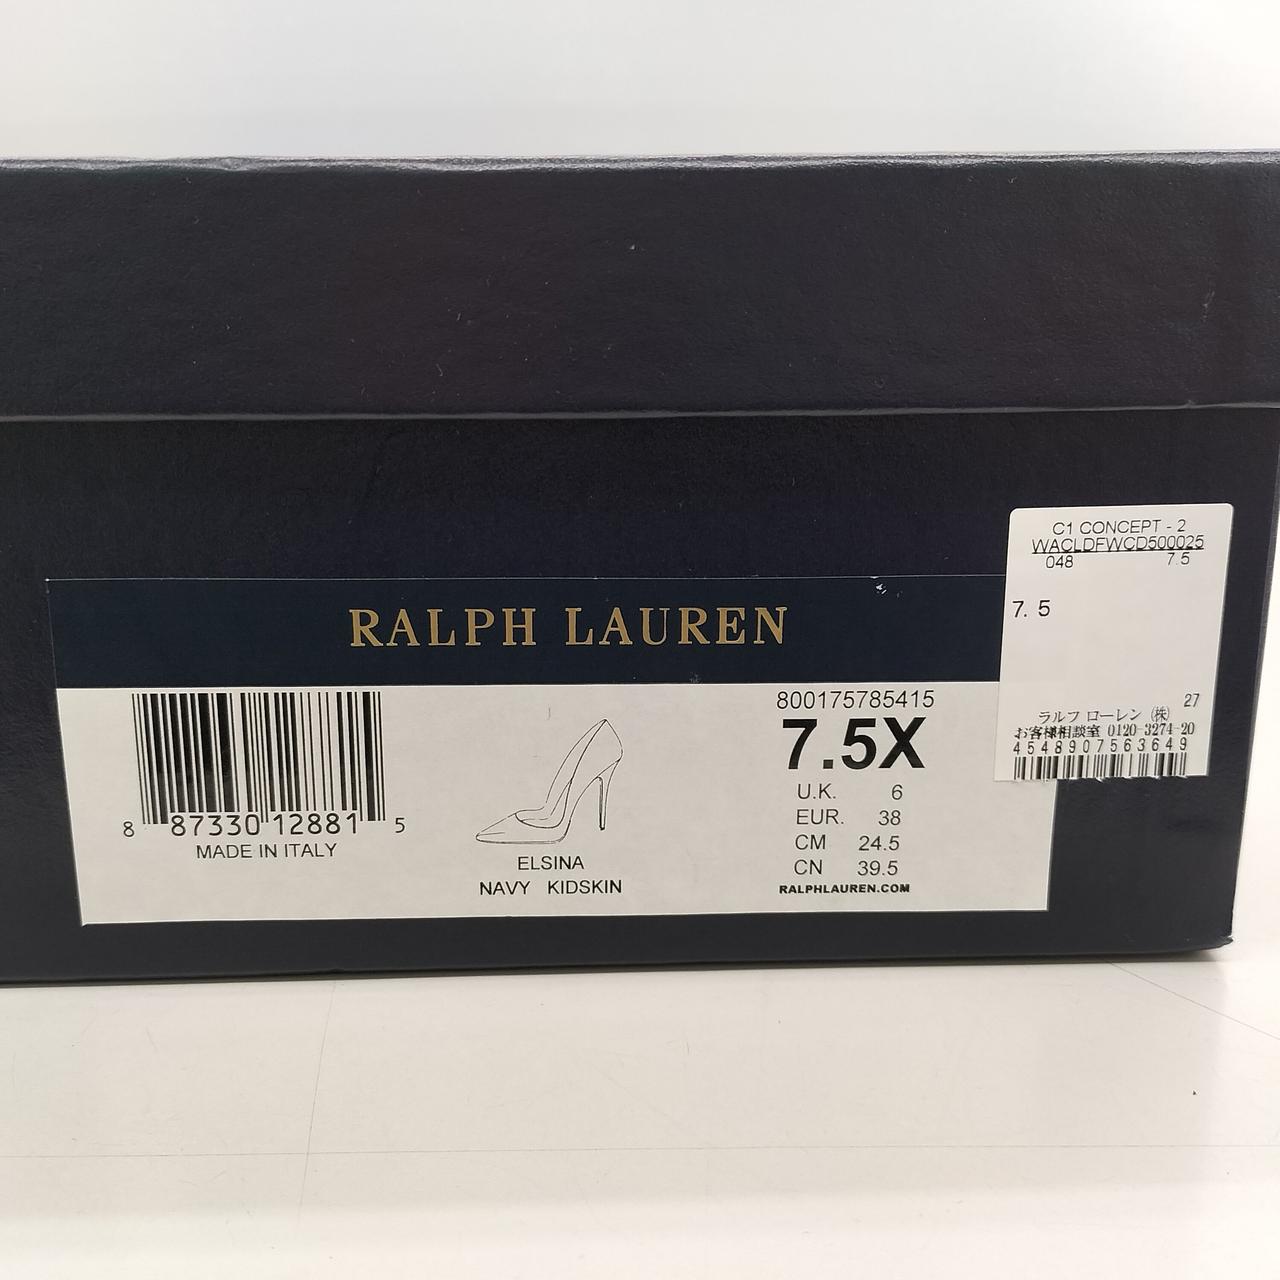 C1 CONCEPT - 2
WACLDFWCD500025
048 7.5
7. 5
27
ラルフ ローレン (株)
お客様相談室 0120-3274-20
4548907563649
RALPH LAUREN
8 87330 12881 5
MADE IN ITALY
ELSINA
NAVY KIDSKIN
800175785415
7.5X
U.K. 6
EUR. 38
CM 24.5
CN 39.5
RALPHLAUREN.COM